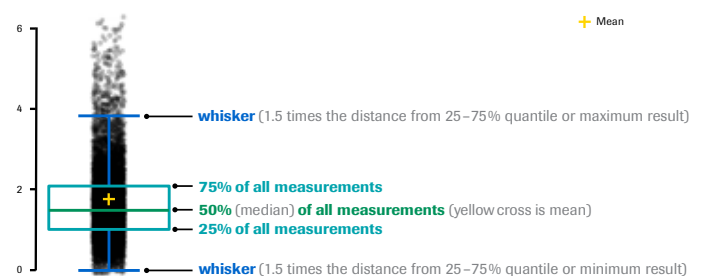 6
Mean
4
whisker (1.5 times the distance from 25–75% quantile or maximum result)
2
75% of all measurements
50% (median) of all measurements (yellow cross is mean)
25% of all measurements
0
whisker (1.5 times the distance from 25–75% quantile or minimum result)